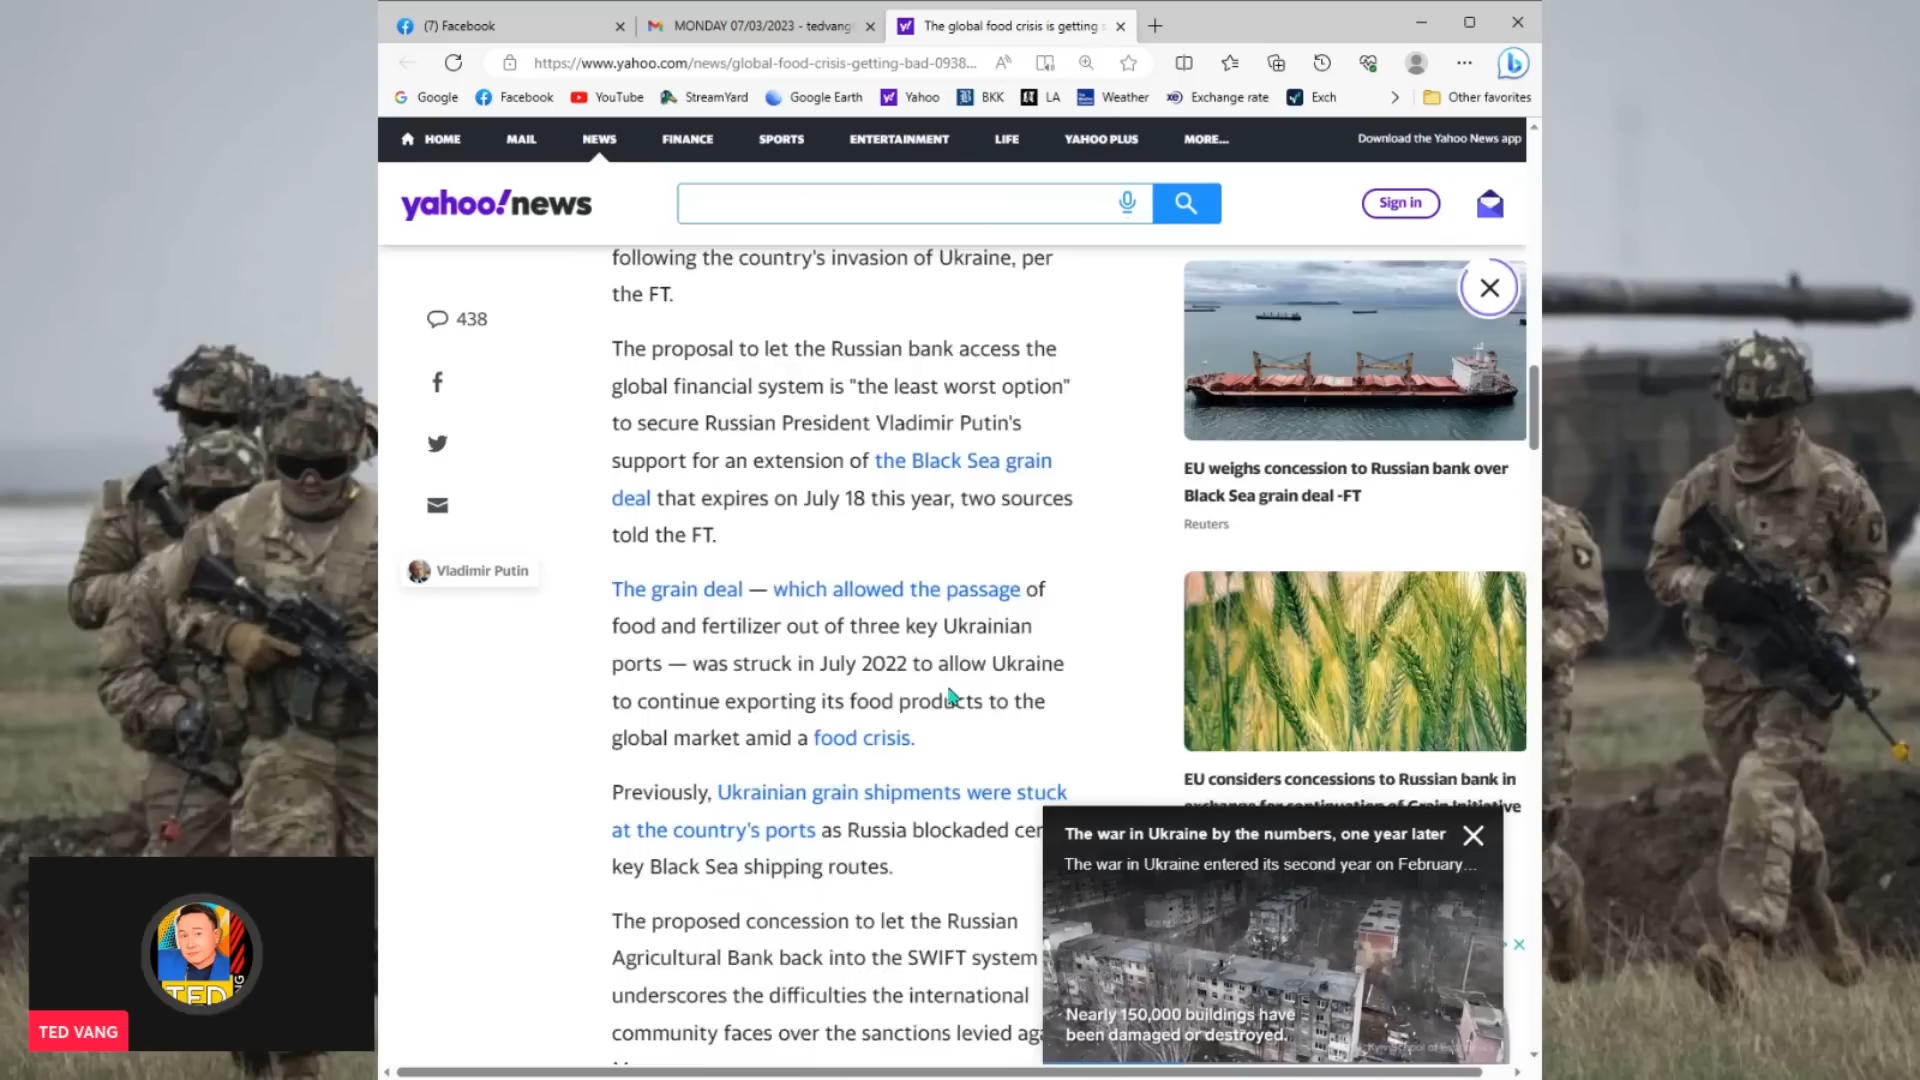 (7) Facebook
MONDAY 07/03/2023 - tedvang
The global food crisis is getting
https://www.yahoo.com/news/global-food-crisis-getting-bad-0938...
Google
Facebook
YouTube
StreamYard
Google Earth
Yahoo
BKK
LA
Weather
Exchange rate
Exch
Other favorites
HOME
MAIL
NEWS
FINANCE
SPORTS
ENTERTAINMENT
LIFE
YAHOO PLUS
MORE...
Download the Yahoo News app
yahoo!news
Sign in
438
Vladimir Putin
following the country's invasion of Ukraine, per
the FT.
The proposal to let the Russian bank access the
global financial system is "the least worst option"
to secure Russian President Vladimir Putin's
support for an extension of the Black Sea grain
deal that expires on July 18 this year, two sources
told the FT.
The grain deal — which allowed the passage of
food and fertilizer out of three key Ukrainian
ports — was struck in July 2022 to allow Ukraine
to continue exporting its food products to the
global market amid a food crisis.
Previously, Ukrainian grain shipments were stuck
at the country's ports as Russia blockaded
key Black Sea shipping routes.
The proposed concession to let the Russian
Agricultural Bank back into the SWIFT system
underscores the difficulties the international
community faces over the sanctions levied
EU weighs concession to Russian bank over
Black Sea grain deal -FT
Reuters
EU considers concessions to Russian bank in
exchange for continuation of Grain Initiative
The war in Ukraine by the numbers, one year later
The war in Ukraine entered its second year on February...
Nearly 150,000 buildings have
been damaged or destroyed.
TED
TED VANG